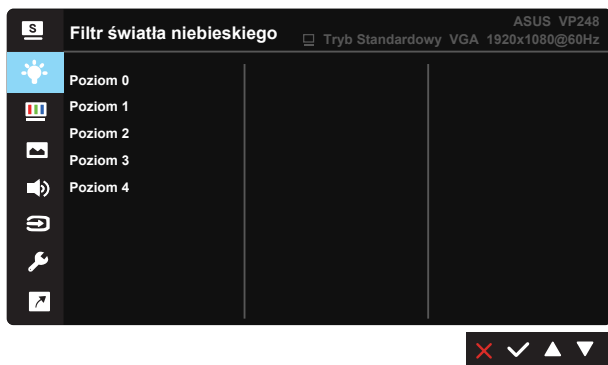 S
Filtr światła niebieskiego
ASUS VP248
Tryb Standardowy VGA 1920x1080@60Hz
Poziom 0
Poziom 1
Poziom 2
Poziom 3
Poziom 4